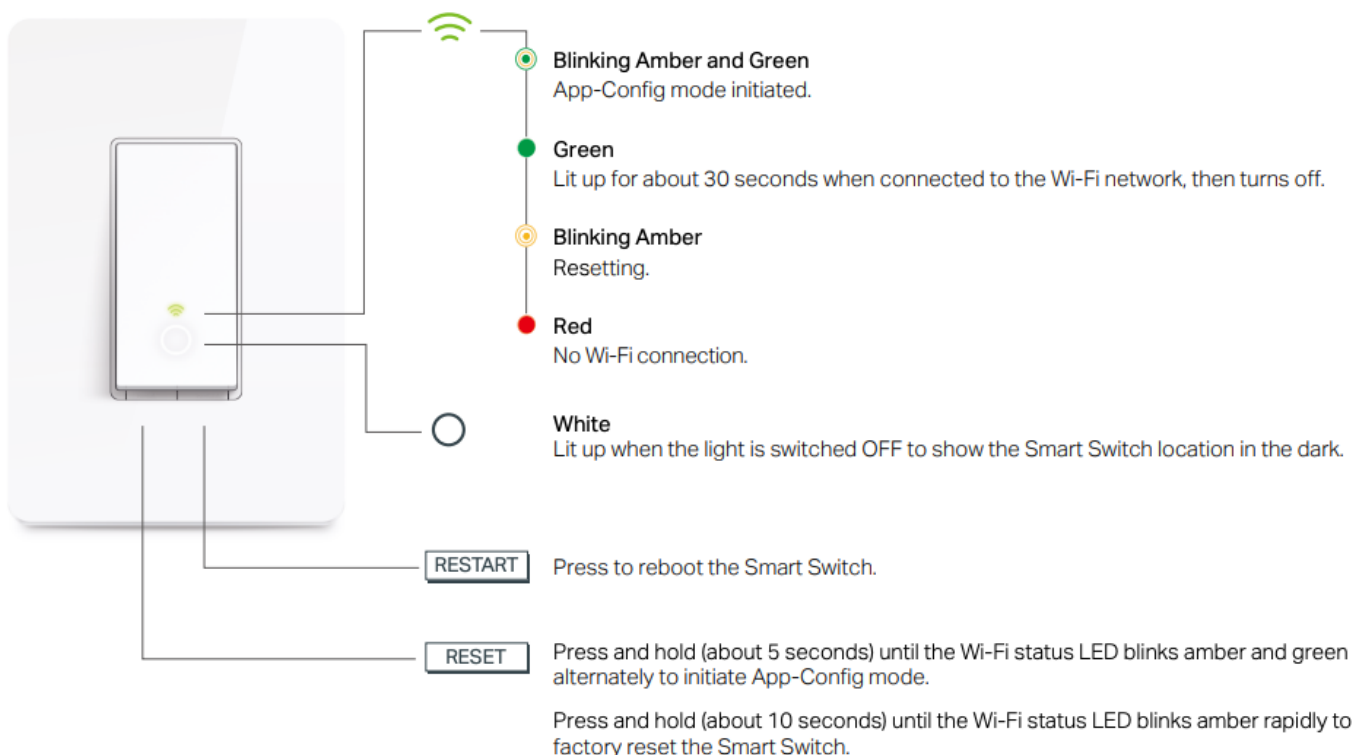 Blinking Amber and Green
App-Config mode initiated.
Green
Lit up for about 30 seconds when connected to the Wi-Fi network, then turns off.
Blinking Amber
Resetting.
Red
No Wi-Fi connection.
White
Lit up when the light is switched OFF to show the Smart Switch location in the dark.
RESTART Press to reboot the Smart Switch.
RESET Press and hold (about 5 seconds) until the Wi-Fi status LED blinks amber and green
alternately to initiate App-Config mode.
Press and hold (about 10 seconds) until the Wi-Fi status LED blinks amber rapidly to
factory reset the Smart Switch.